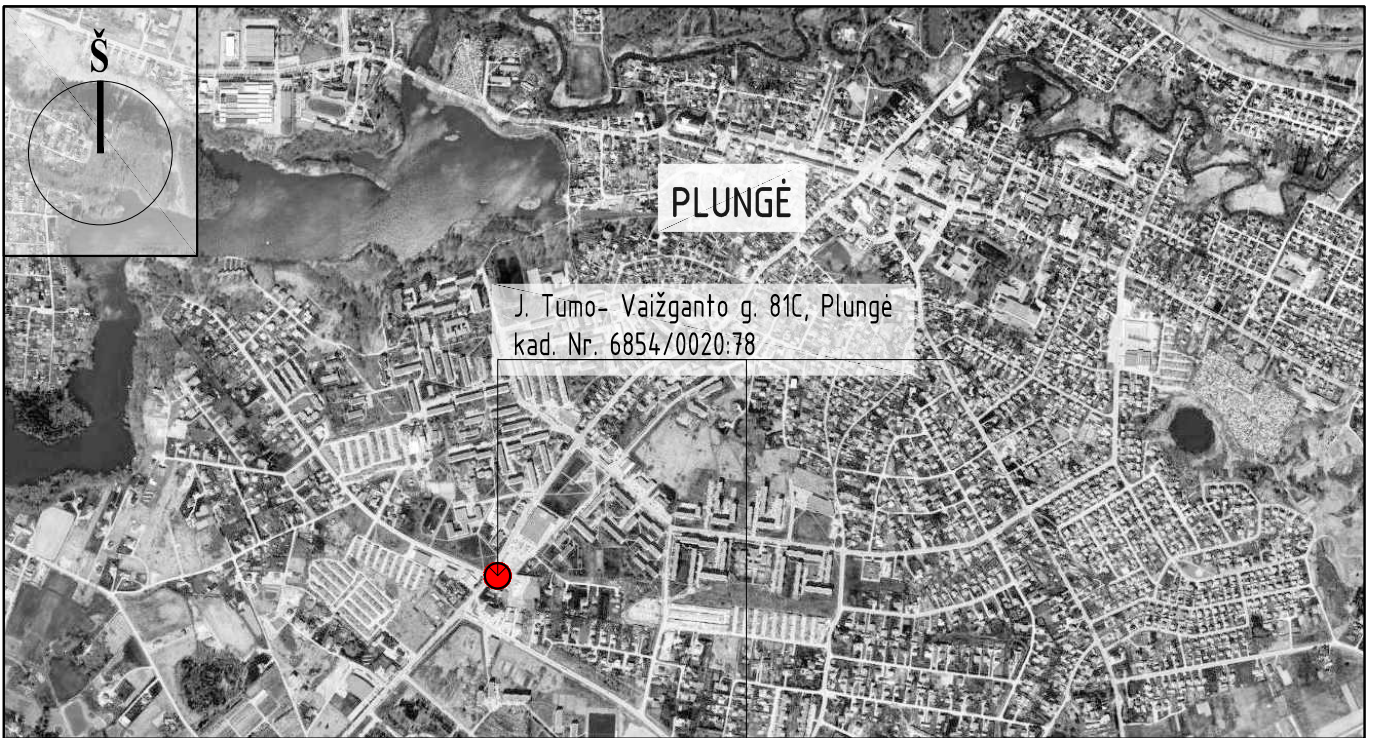 Š
PLUNGĖ
J. Tumo- Vaižganto g. 81C, Plungė
kad. Nr. 6854/0020:78